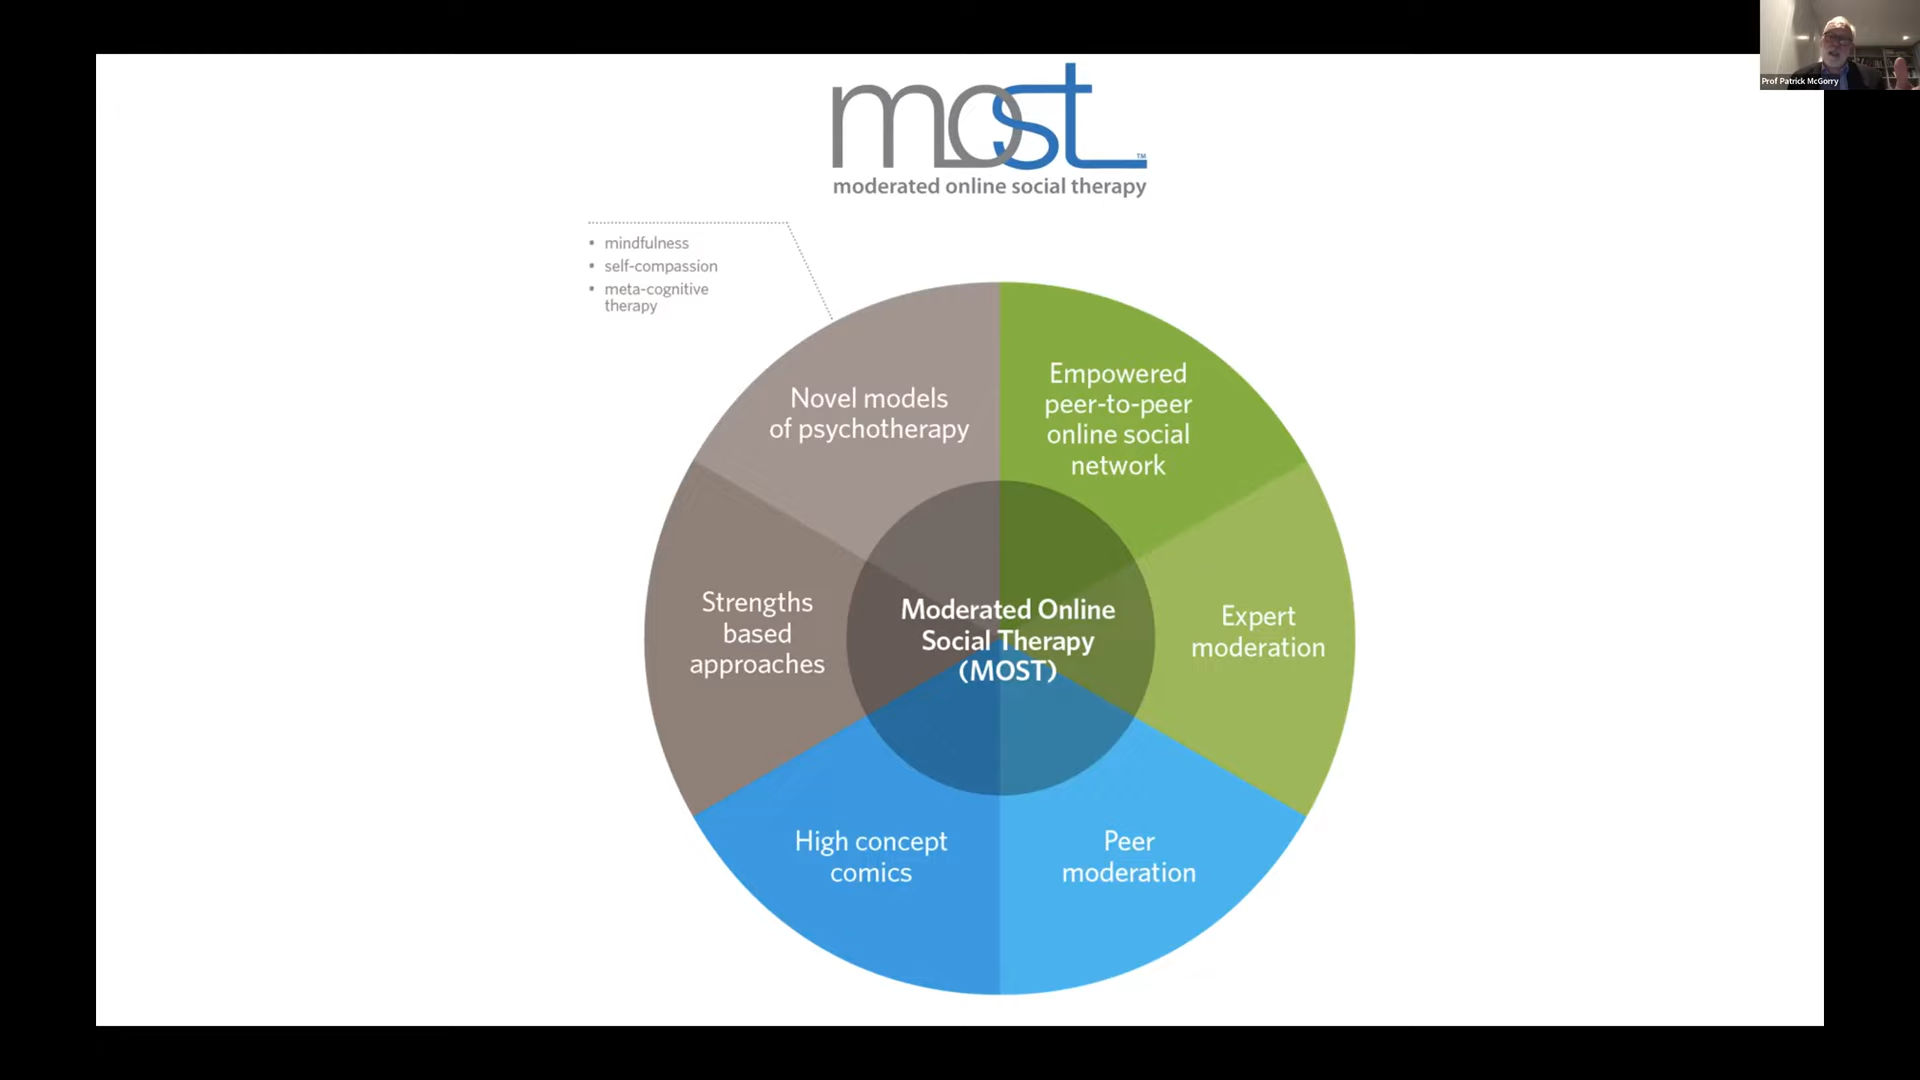 Prof Patrick McGorry
most™
moderated online social therapy
• mindfulness
• self-compassion
• meta-cognitive
therapy
Novel models
of psychotherapy
Empowered
peer-to-peer
online social
network
Strengths
based
approaches
Moderated Online
Social Therapy
(MOST)
Expert
moderation
High concept
comics
Peer
moderation